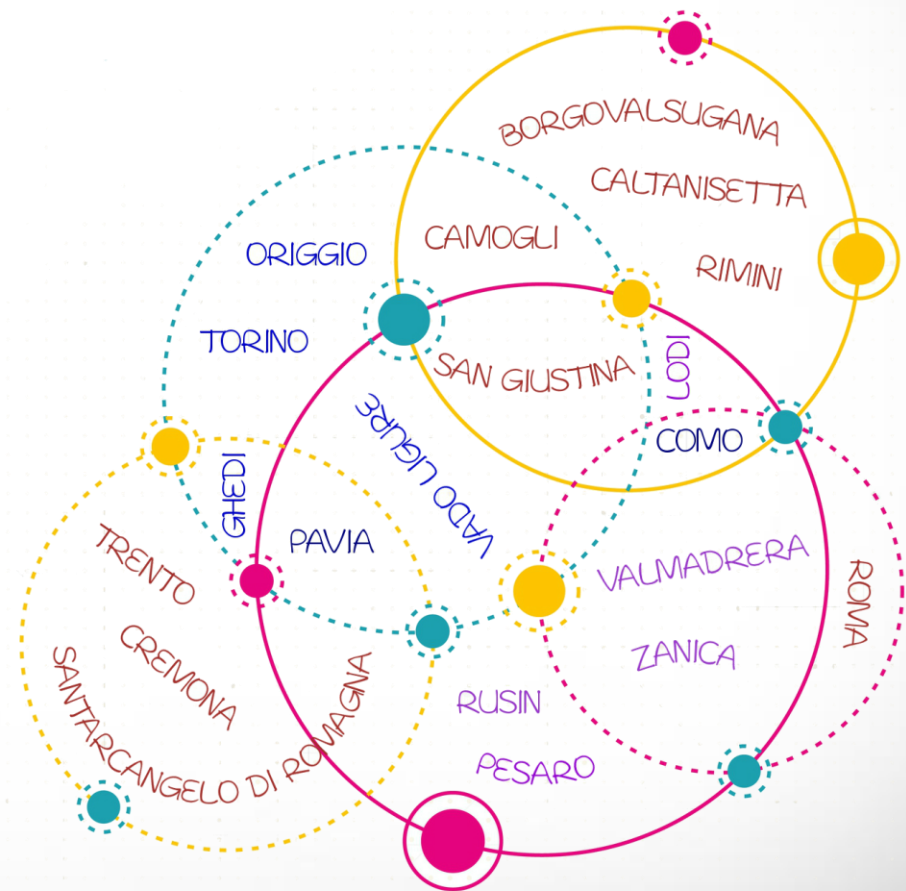 BORGOVALSUGANA
CALTANISETTA
CAMOGLI
ORIGGIO
RIMINI
TORINO
SAN GIUSTINA
LODI
VADO LIGURE
COMO
GHEDI
PAVIA
TRENTO
VALMADRERA
ROMA
CREMONA
ZANICA
SANTARCANGELO DI ROMAGNA
RUSIN
PESARO